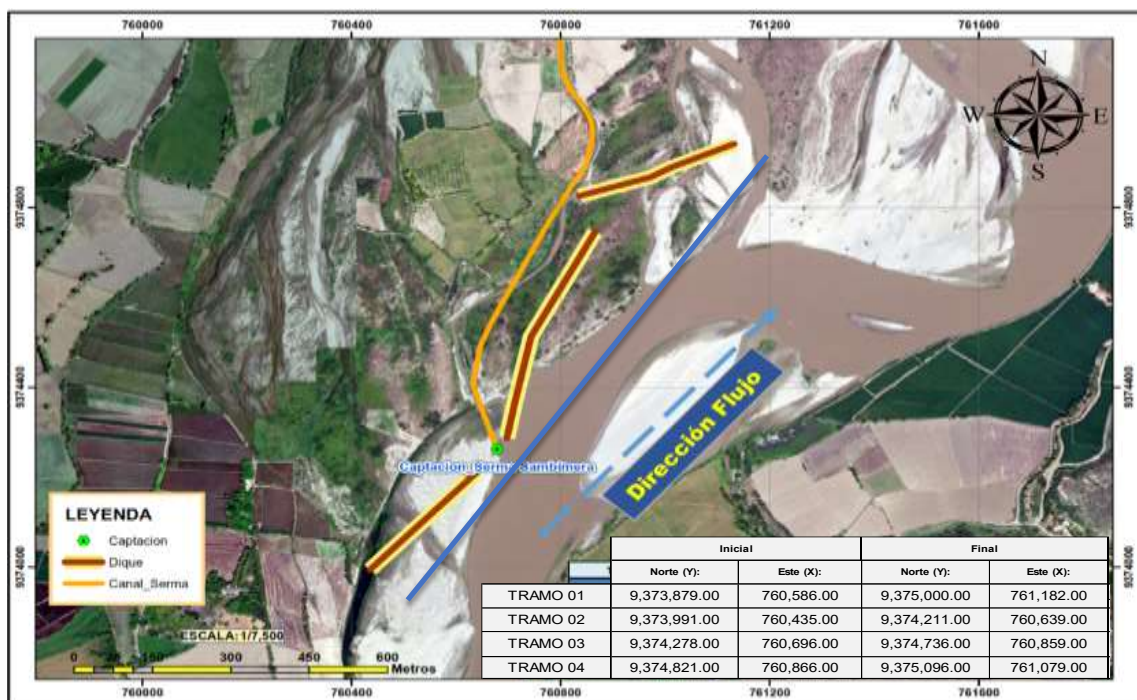 760000 760400 760800 761200 761600
N
W E
S
9374800 9374800
9374400 9374400
Captacion (Serma Sambimera)
Dirección Flujo
LEYENDA
Captacion
Dique
Canal_Serma
9374000 9374000
ESCALA: 1/7,500
0 75 150 300 450 600
Metros
Inicial Final
Norte (Y): Este (X): Norte (Y): Este (X):
TRAMO 01 9,373,879.00 760,586.00 9,375,000.00 761,182.00
TRAMO 02 9,373,991.00 760,435.00 9,374,211.00 760,639.00
TRAMO 03 9,374,278.00 760,696.00 9,374,736.00 760,859.00
TRAMO 04 9,374,821.00 760,866.00 9,375,096.00 761,079.00
760000 760400 760800 761200 761600